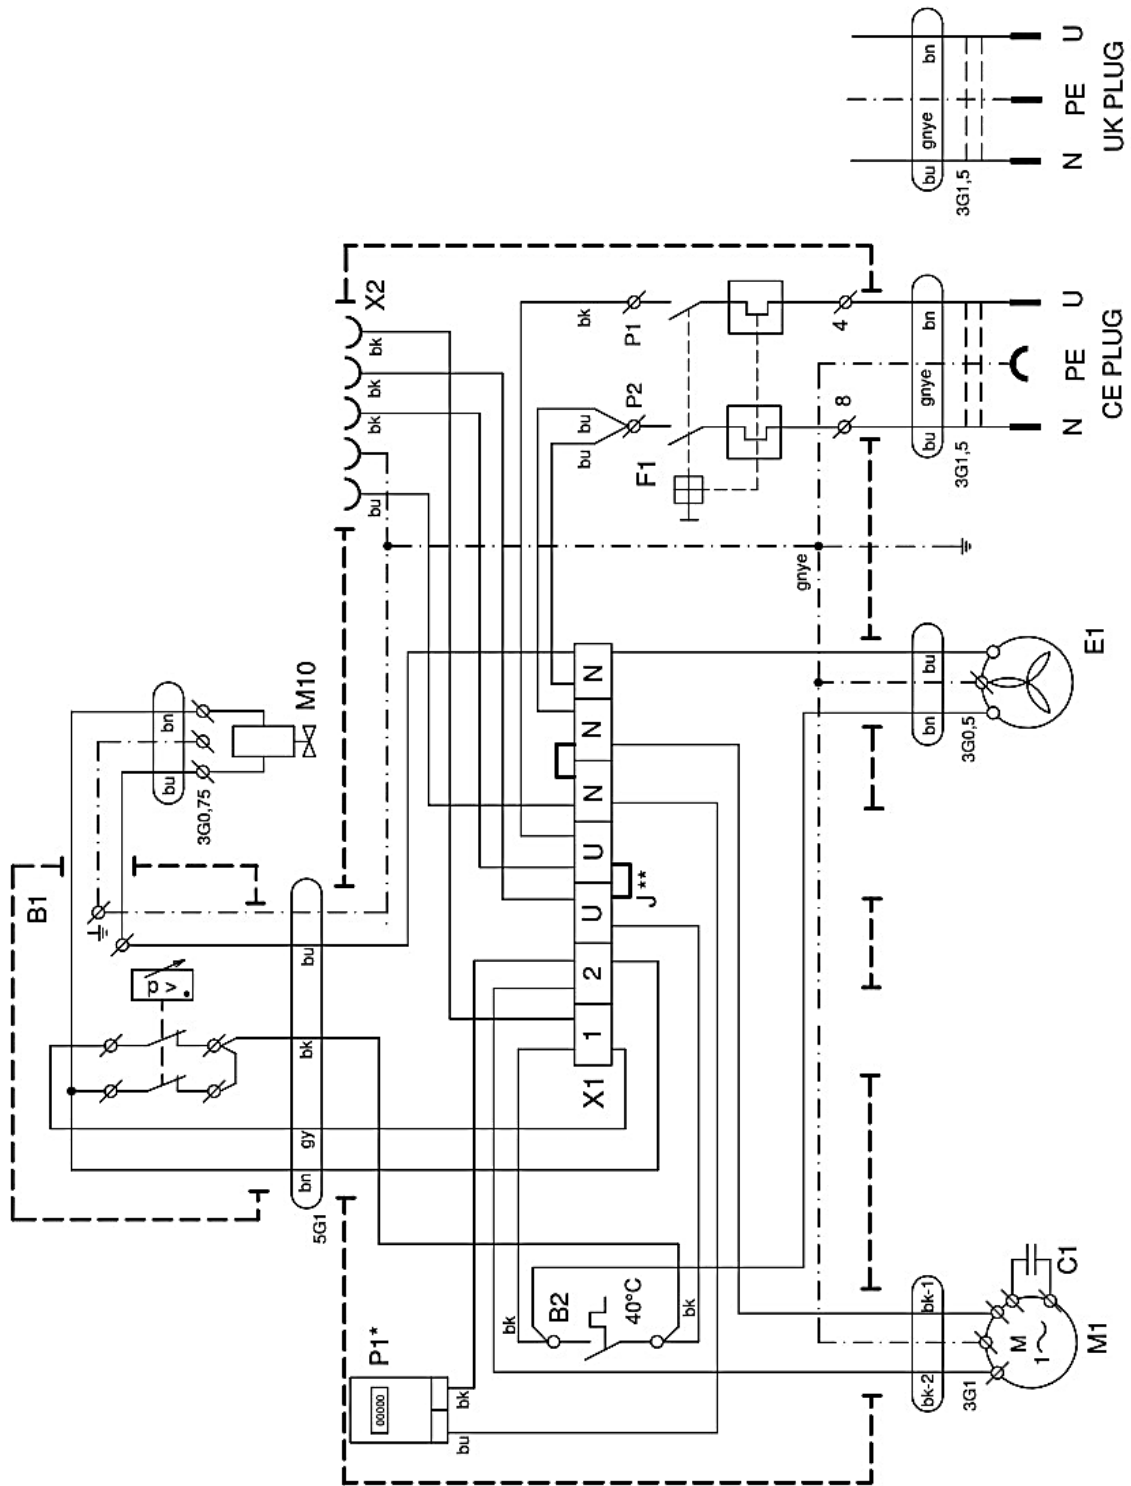 B1
p
v
bu bn
3G0,75
M10
bn gy bk bu
5G1
bu bk bk bk
X2
P1*
00000
bu bk
bk
B2
bu bu bk
X1 1 2 U U N N N
40°C
P2 P1
J**
F1
bk
gnye
8 4
bk-2 bk-1
bn bu
bu gnye bn
bu gnye bn
3G1
3G0,5
3G1,5
3G1,5
M
1~
C1
N PE U
N PE U
M1
E1
CE PLUG
UK PLUG